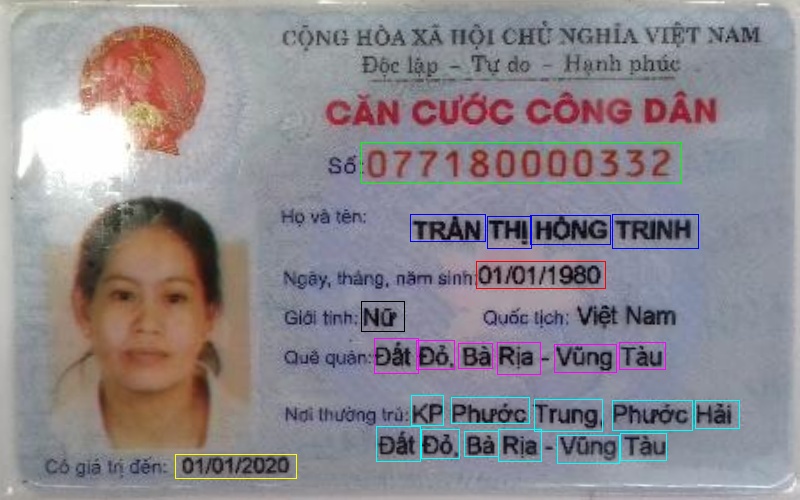 CỘNG HÒA XÃ HỘI CHỦ NGHĨA VIỆT NAM
Độc lập - Tự do - Hạnh phúc
CĂN CƯỚC CÔNG DÂN
Số: 077180000332
Họ và tên: TRẦN THỊ HỒNG TRINH
Ngày, tháng, năm sinh: 01/01/1980
Giới tính: Nữ Quốc tịch: Việt Nam
Quê quán: Đất Đỏ, Bà Rịa - Vũng Tàu
Nơi thường trú: KP Phước Trung, Phước Hải
Đất Đỏ, Bà Rịa - Vũng Tàu
Có giá trị đến: 01/01/2020